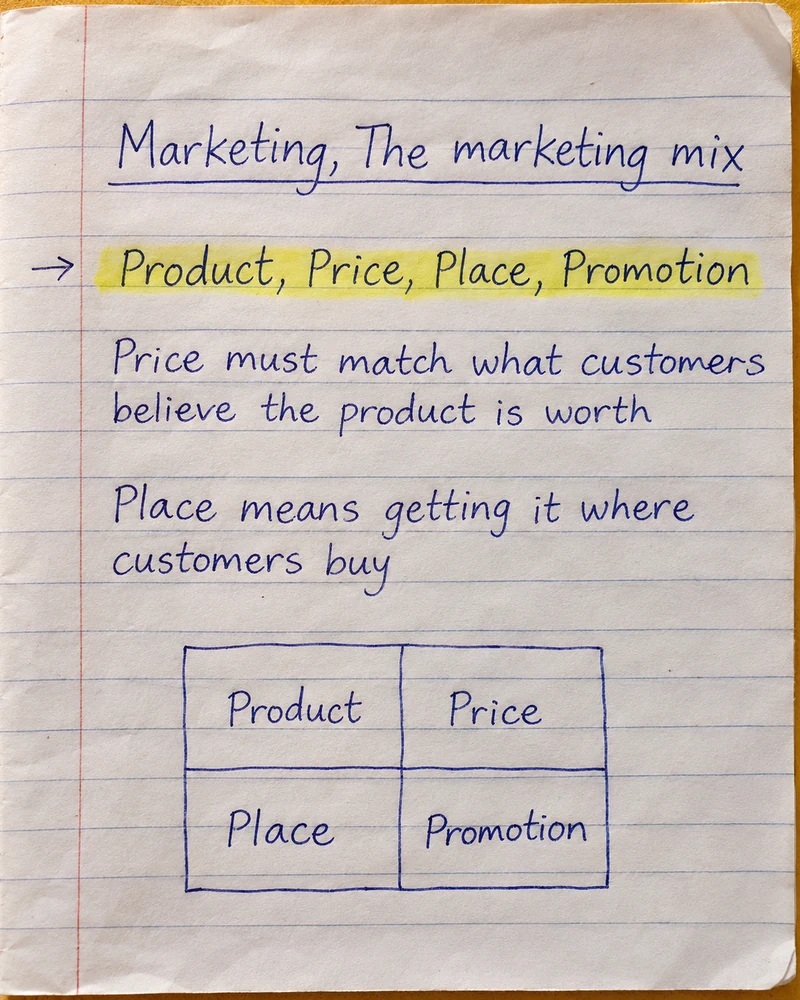 Marketing, The marketing mix
→ Product, Price, Place, Promotion
Price must match what customers
believe the product is worth
Place means getting it where
customers buy
Product Price
Place Promotion